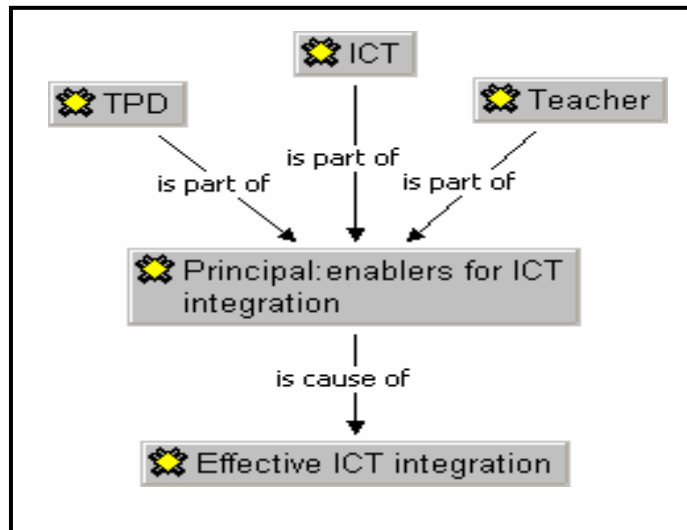 ICT
TPD
Teacher
is part of
is part of
is part of
Principal:enablers for ICT
integration
is cause of
Effective ICT integration